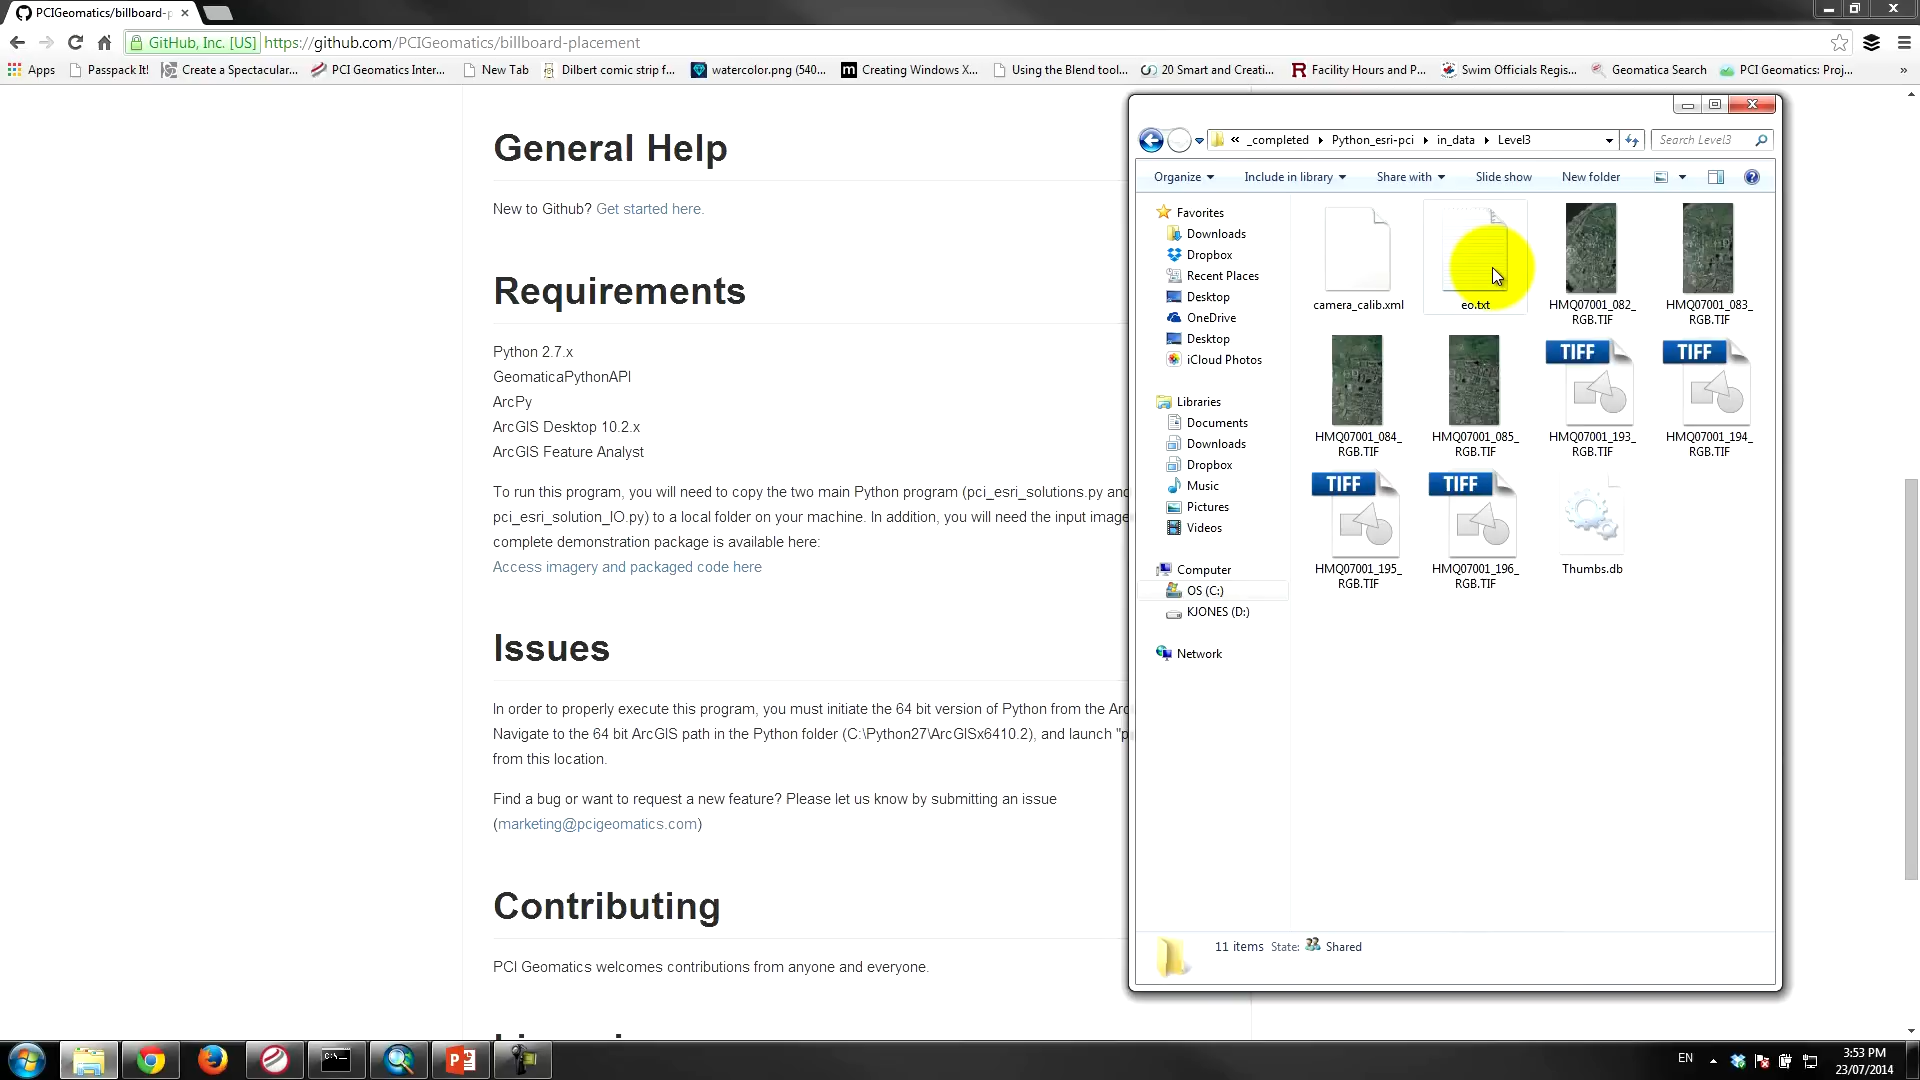 PCIGeomatics/billboard-p
GitHub, Inc. [US] https://github.com/PCIGeomatics/billboard-placement
Apps Passpack It! Create a Spectacular... PCI Geomatics Inter... New Tab Dilbert comic strip f... watercolor.png (540... Creating Windows X... Using the Blend tool... 20 Smart and Creati... Facility Hours and P... Swim Officials Regis... Geomatica Search PCI Geomatics: Proj... »
General Help
New to Github? Get started here.
Requirements
Python 2.7.x
GeomaticaPythonAPI
ArcPy
ArcGIS Desktop 10.2.x
ArcGIS Feature Analyst
To run this program, you will need to copy the two main Python program (pci_esri_solutions.py and
pci_esri_solution_IO.py) to a local folder on your machine. In addition, you will need the input image
complete demonstration package is available here:
Access imagery and packaged code here
Issues
In order to properly execute this program, you must initiate the 64 bit version of Python from the Arc
Navigate to the 64 bit ArcGIS path in the Python folder (C:\Python27\ArcGISx6410.2), and launch "p
from this location.
Find a bug or want to request a new feature? Please let us know by submitting an issue
(marketing@pcigeomatics.com)
Contributing
PCI Geomatics welcomes contributions from anyone and everyone.
« _completed Python_esri-pci in_data Level3 Search Level3
Organize Include in library Share with Slide show New folder
Favorites
Downloads
Dropbox
Recent Places
Desktop
OneDrive
Desktop
iCloud Photos
Libraries
Documents
Downloads
Dropbox
Music
Pictures
Videos
Computer
OS (C:)
KJONES (D:)
Network
camera_calib.xml
eo.txt
HMQ07001_082_
RGB.TIF
HMQ07001_083_
RGB.TIF
HMQ07001_084_
RGB.TIF
HMQ07001_085_
RGB.TIF
TIFF
HMQ07001_193_
RGB.TIF
TIFF
HMQ07001_194_
RGB.TIF
TIFF
HMQ07001_195_
RGB.TIF
TIFF
HMQ07001_196_
RGB.TIF
Thumbs.db
11 items State: Shared
C:\_
P
EN
3:53 PM
23/07/2014